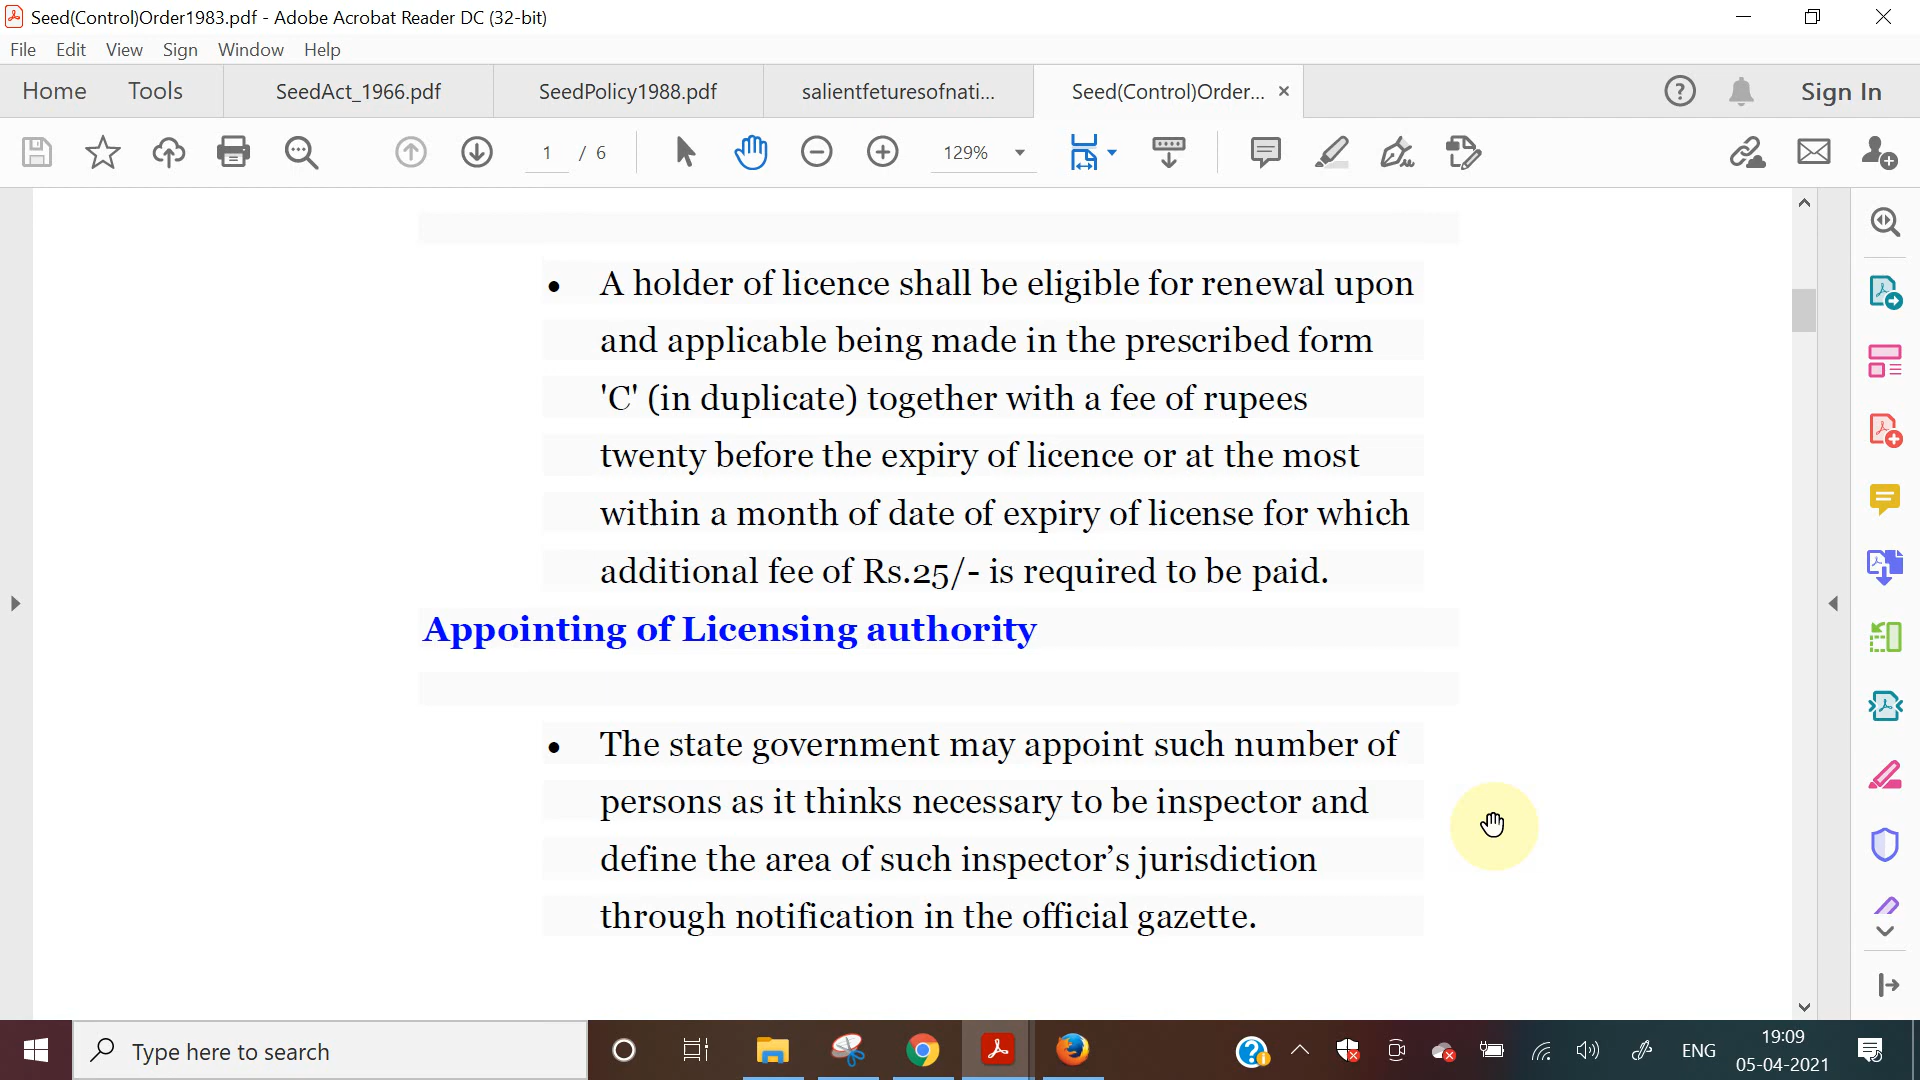 Seed(Control)Order1983.pdf - Adobe Acrobat Reader DC (32-bit)
File Edit View Sign Window Help
Home Tools SeedAct_1966.pdf SeedPolicy1988.pdf salientfeturesofnati... Seed(Control)Order... × Sign In
1 / 6 129%
• A holder of licence shall be eligible for renewal upon
and applicable being made in the prescribed form
'C' (in duplicate) together with a fee of rupees
twenty before the expiry of licence or at the most
within a month of date of expiry of license for which
additional fee of Rs.25/- is required to be paid.
Appointing of Licensing authority
• The state government may appoint such number of
persons as it thinks necessary to be inspector and
define the area of such inspector’s jurisdiction
through notification in the official gazette.
Type here to search
ENG
19:09
05-04-2021